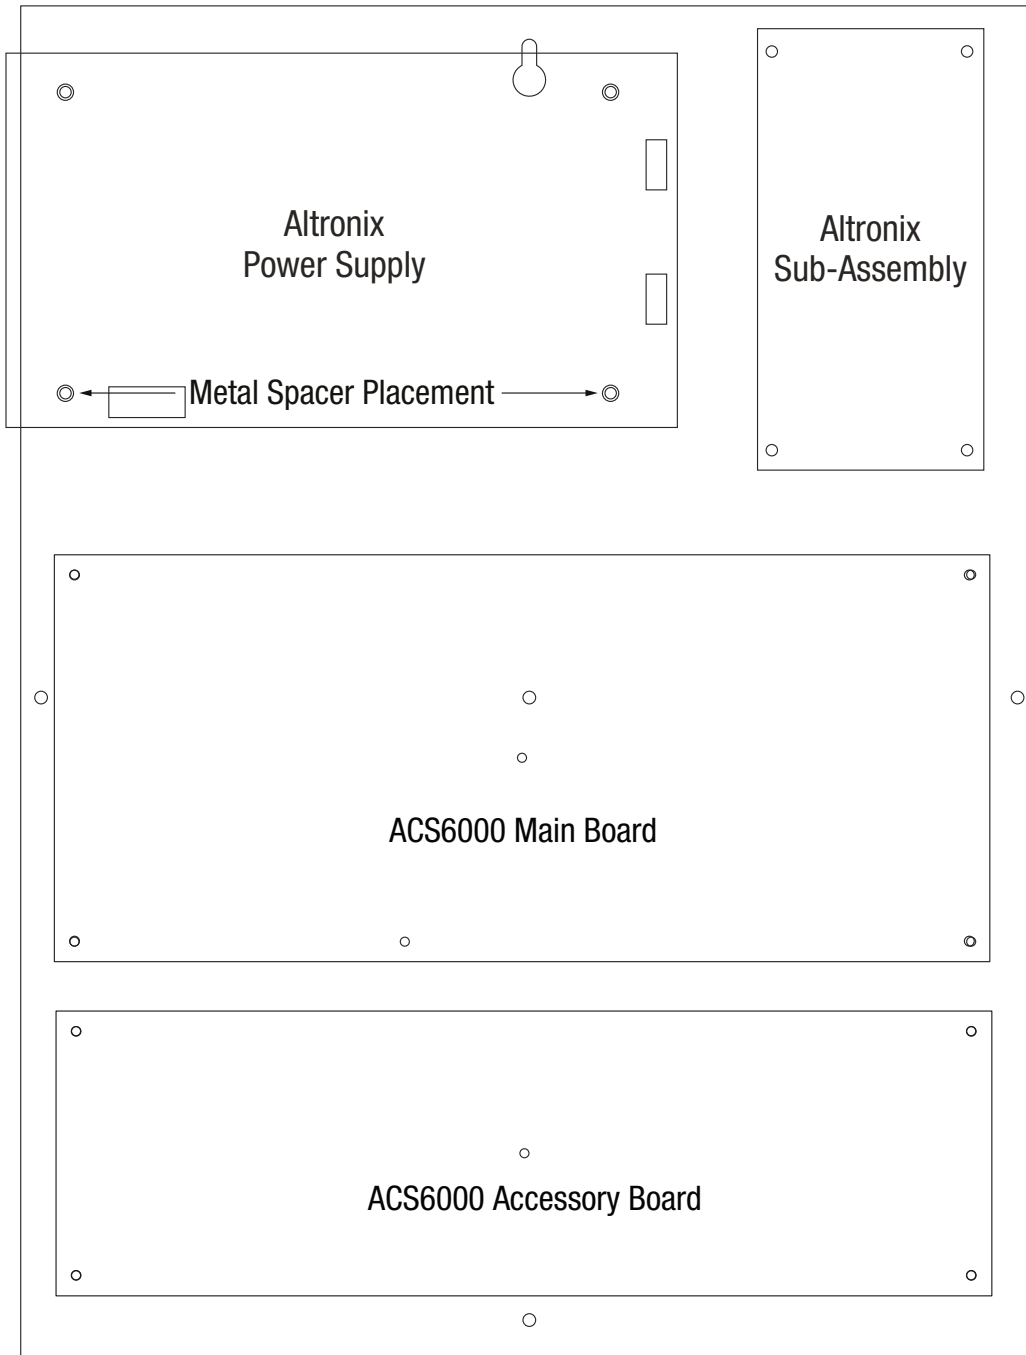 Altronix
Power Supply
Altronix
Sub-Assembly
Metal Spacer Placement
ACS6000 Main Board
ACS6000 Accessory Board